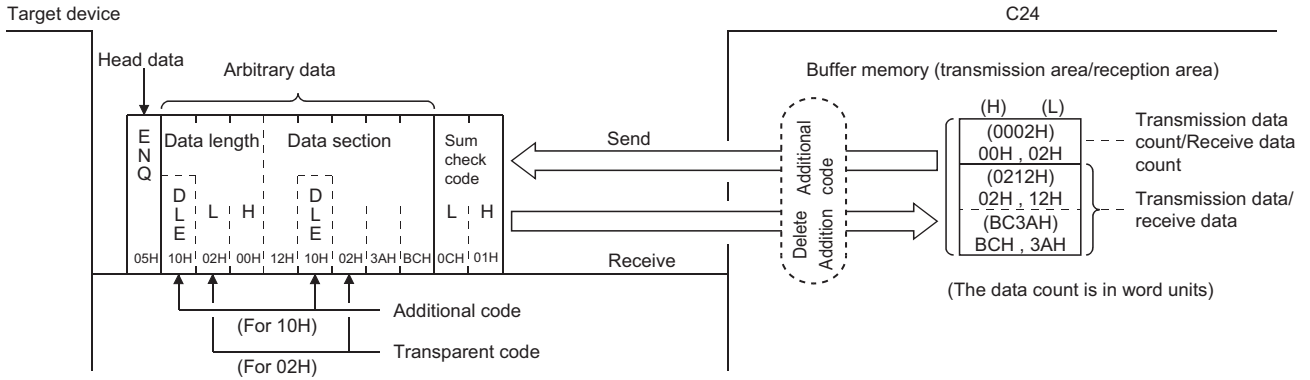 Target device
C24
Head data
Arbitrary data
Buffer memory (transmission area/reception area)
ENQ
Data length
Data section
Sum
check
code
DLE
L
H
DLE
L
H
05H 10H 02H 00H 12H 10H 02H 3AH BCH 0CH 01H
Send
Receive
Additional
code
Delete
Addition
(H) (L)
(0002H)
00H , 02H
(0212H)
02H , 12H
(BC3AH)
BCH , 3AH
Transmission data
count/Receive data
count
Transmission data/
receive data
(The data count is in word units)
Additional code
(For 10H)
Transparent code
(For 02H)